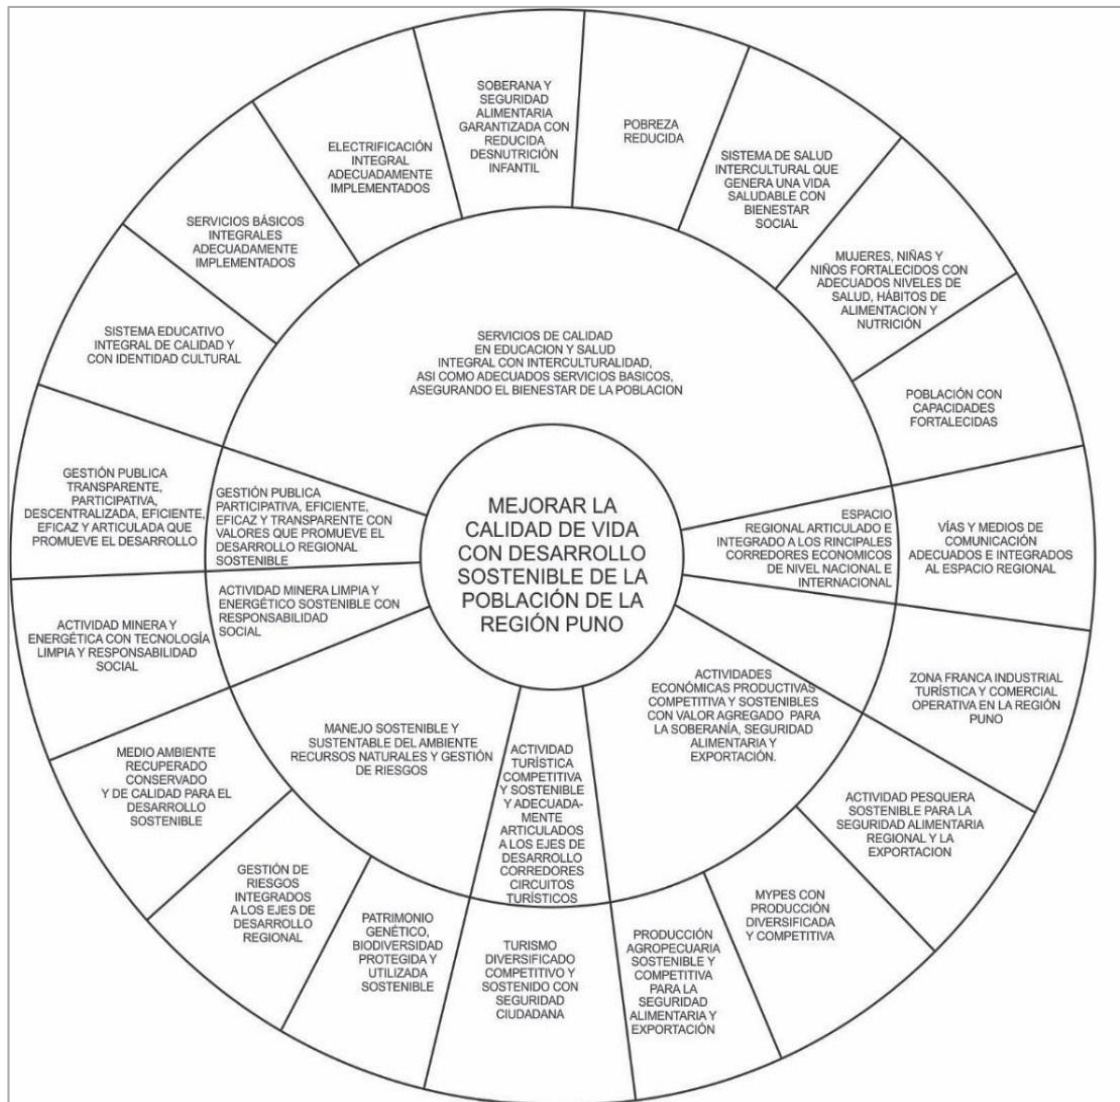 SOBERANA Y
SEGURIDAD
ALIMENTARIA
GARANTIZADA CON
REDUCIDA
DESNUTRICIÓN
INFANTIL
POBREZA
REDUCIDA
SISTEMA DE SALUD
INTERCULTURAL QUE
GENERA UNA VIDA
SALUDABLE CON
BIENESTAR
SOCIAL
MUJERES, NIÑAS Y
NIÑOS FORTALECIDOS CON
ADECUADOS NIVELES DE
SALUD, HÁBITOS DE
ALIMENTACION Y
NUTRICIÓN
POBLACIÓN CON
CAPACIDADES
FORTALECIDAS
VÍAS Y MEDIOS DE
COMUNICACIÓN
ADECUADOS E INTEGRADOS
AL ESPACIO REGIONAL
ZONA FRANCA INDUSTRIAL
TURÍSTICA Y COMERCIAL
OPERATIVA EN LA REGIÓN
PUNO
ACTIVIDAD PESQUERA
SOSTENIBLE PARA LA
SEGURIDAD ALIMENTARIA
REGIONAL Y LA
EXPORTACION
MYPES CON
PRODUCCIÓN
DIVERSIFICADA
Y COMPETITIVA
PRODUCCIÓN
AGROPECUARIA
SOSTENIBLE Y
COMPETITIVA
PARA LA
SEGURIDAD
ALIMENTARIA Y
EXPORTACIÓN
TURISMO
DIVERSIFICADO
COMPETITIVO Y
SOSTENIDO CON
SEGURIDAD
CIUDADANA
PATRIMONIO
GENÉTICO,
BIODIVERSIDAD
PROTEGIDA Y
UTILIZADA
SOSTENIBLE
GESTIÓN DE
RIESGOS
INTEGRADOS
A LOS EJES DE
DESARROLLO
REGIONAL
MEDIO AMBIENTE
RECUPERADO
CONSERVADO
Y DE CALIDAD PARA EL
DESARROLLO
SOSTENIBLE
ACTIVIDAD MINERA Y
ENERGÉTICA CON TECNOLOGÍA
LIMPIA Y RESPONSABILIDAD
SOCIAL
GESTIÓN PUBLICA
TRANSPARENTE,
PARTICIPATIVA,
DESCENTRALIZADA, EFICIENTE,
EFICAZ Y ARTICULADA QUE
PROMUEVE EL DESARROLLO
SISTEMA EDUCATIVO
INTEGRAL DE CALIDAD Y
CON IDENTIDAD CULTURAL
SERVICIOS BÁSICOS
INTEGRALES
ADECUADAMENTE
IMPLEMENTADOS
ELECTRIFICACIÓN
INTEGRAL
ADECUADAMENTE
IMPLEMENTADOS
SERVICIOS DE CALIDAD
EN EDUCACION Y SALUD
INTEGRAL CON INTERCULTURALIDAD,
ASI COMO ADECUADOS SERVICIOS BASICOS,
ASEGURANDO EL BIENESTAR DE LA POBLACION
ESPACIO
REGIONAL ARTICULADO E
INTEGRADO A LOS RINCIPALES
CORREDORES ECONOMICOS
DE NIVEL NACIONAL E
INTERNACIONAL
ACTIVIDADES
ECONÓMICAS PRODUCTIVAS
COMPETITIVA Y SOSTENIBLES
CON VALOR AGREGADO PARA
LA SOBERANÍA, SEGURIDAD
ALIMENTARIA Y
EXPORTACIÓN.
ACTIVIDAD
TURÍSTICA
COMPETITIVA
Y SOSTENIBLE
Y ADECUADA-
MENTE
ARTICULADOS
A LOS EJES DE
DESARROLLO
CORREDORES
CIRCUITOS
TURÍSTICOS
MANEJO SOSTENIBLE Y
SUSTENTABLE DEL AMBIENTE
RECURSOS NATURALES Y GESTIÓN
DE RIESGOS
ACTIVIDAD MINERA LIMPIA Y
ENERGÉTICO SOSTENIBLE CON
RESPONSABILIDAD
SOCIAL
GESTIÓN PUBLICA
PARTICIPATIVA, EFICIENTE,
EFICAZ Y TRANSPARENTE CON
VALORES QUE PROMUEVE EL
DESARROLLO REGIONAL
SOSTENIBLE
MEJORAR LA
CALIDAD DE VIDA
CON DESARROLLO
SOSTENIBLE DE LA
POBLACIÓN DE LA
REGIÓN PUNO